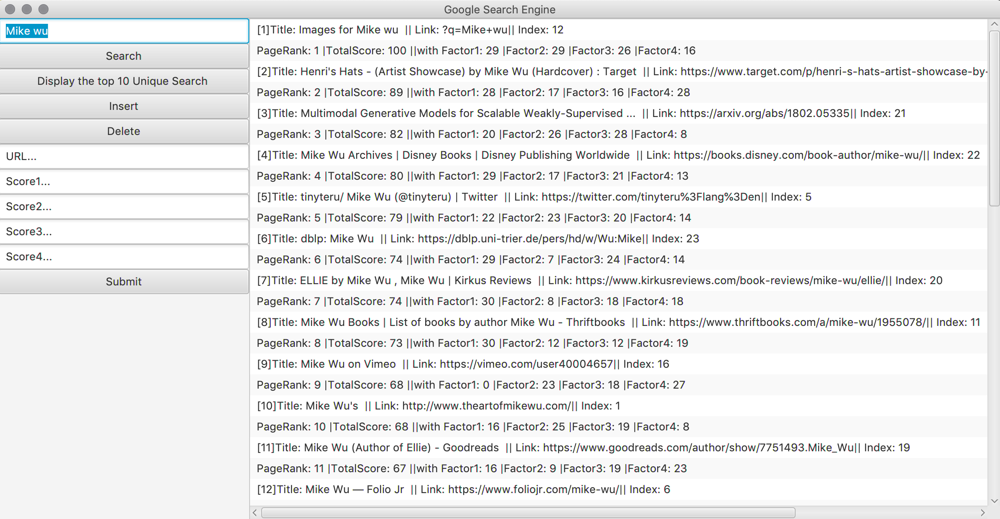 Google Search Engine
Mike wu
Search
Display the top 10 Unique Search
Insert
Delete
URL...
Score1...
Score2...
Score3...
Score4...
Submit
[1]Title: Images for Mike wu  || Link: ?q=Mike+wu|| Index: 12
PageRank: 1 |TotalScore: 100 ||with Factor1: 29 |Factor2: 29 |Factor3: 26 |Factor4: 16
[2]Title: Henri's Hats - (Artist Showcase) by Mike Wu (Hardcover) : Target  || Link: https://www.target.com/p/henri-s-hats-artist-showcase-by-
PageRank: 2 |TotalScore: 89 ||with Factor1: 28 |Factor2: 17 |Factor3: 16 |Factor4: 28
[3]Title: Multimodal Generative Models for Scalable Weakly-Supervised ...  || Link: https://arxiv.org/abs/1802.05335|| Index: 21
PageRank: 3 |TotalScore: 82 ||with Factor1: 20 |Factor2: 26 |Factor3: 28 |Factor4: 8
[4]Title: Mike Wu Archives | Disney Books | Disney Publishing Worldwide  || Link: https://books.disney.com/book-author/mike-wu/|| Index: 22
PageRank: 4 |TotalScore: 80 ||with Factor1: 29 |Factor2: 17 |Factor3: 21 |Factor4: 13
[5]Title: tinyteru/ Mike Wu (@tinyteru) | Twitter  || Link: https://twitter.com/tinyteru%3Flang%3Den|| Index: 5
PageRank: 5 |TotalScore: 79 ||with Factor1: 22 |Factor2: 23 |Factor3: 20 |Factor4: 14
[6]Title: dblp: Mike Wu  || Link: https://dblp.uni-trier.de/pers/hd/w/Wu:Mike|| Index: 23
PageRank: 6 |TotalScore: 74 ||with Factor1: 29 |Factor2: 7 |Factor3: 24 |Factor4: 14
[7]Title: ELLIE by Mike Wu , Mike Wu | Kirkus Reviews  || Link: https://www.kirkusreviews.com/book-reviews/mike-wu/ellie/|| Index: 20
PageRank: 7 |TotalScore: 74 ||with Factor1: 30 |Factor2: 8 |Factor3: 18 |Factor4: 18
[8]Title: Mike Wu Books | List of books by author Mike Wu - Thriftbooks  || Link: https://www.thriftbooks.com/a/mike-wu/1955078/|| Index: 11
PageRank: 8 |TotalScore: 73 ||with Factor1: 30 |Factor2: 12 |Factor3: 12 |Factor4: 19
[9]Title: Mike Wu on Vimeo  || Link: https://vimeo.com/user40004657|| Index: 16
PageRank: 9 |TotalScore: 68 ||with Factor1: 0 |Factor2: 23 |Factor3: 18 |Factor4: 27
[10]Title: Mike Wu's  || Link: http://www.theartofmikewu.com/|| Index: 1
PageRank: 10 |TotalScore: 68 ||with Factor1: 16 |Factor2: 25 |Factor3: 19 |Factor4: 8
[11]Title: Mike Wu (Author of Ellie) - Goodreads  || Link: https://www.goodreads.com/author/show/7751493.Mike_Wu|| Index: 19
PageRank: 11 |TotalScore: 67 ||with Factor1: 16 |Factor2: 9 |Factor3: 19 |Factor4: 23
[12]Title: Mike Wu — Folio Jr  || Link: https://www.foliojr.com/mike-wu/|| Index: 6